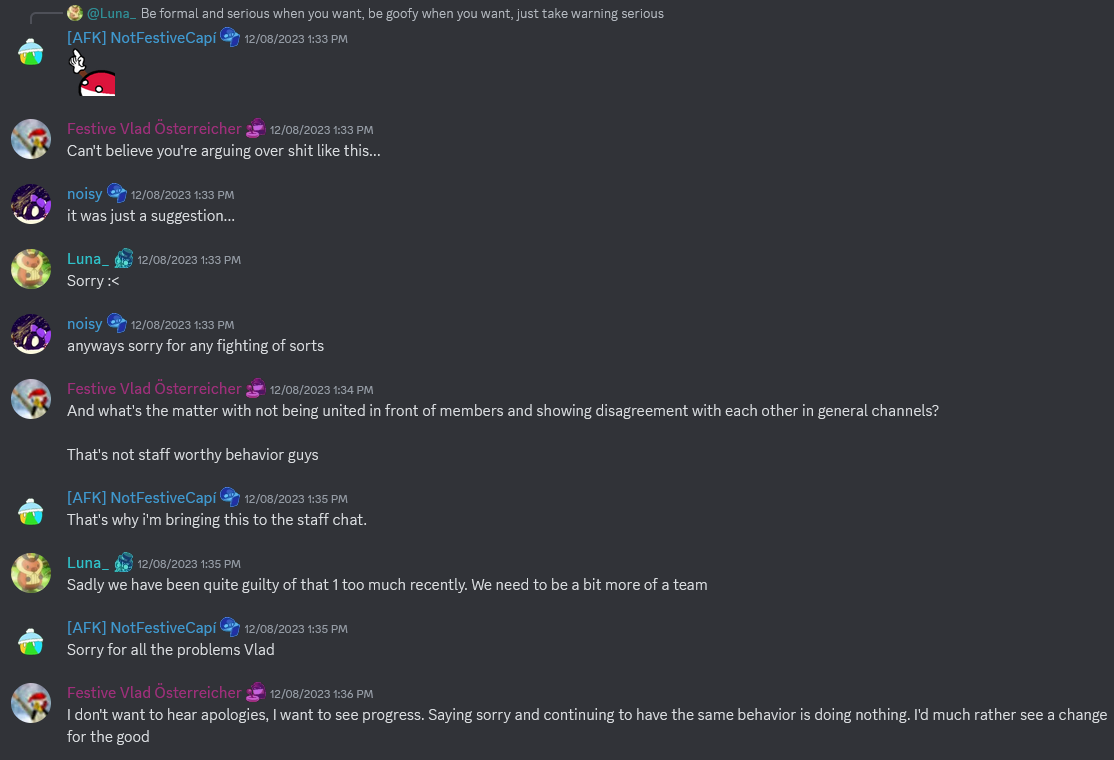 @Luna_ Be formal and serious when you want, be goofy when you want, just take warning serious
[AFK] NotFestiveCapí 12/08/2023 1:33 PM
Festive Vlad Österreicher 12/08/2023 1:33 PM
Can't believe you're arguing over shit like this...
noisy 12/08/2023 1:33 PM
it was just a suggestion...
Luna_ 12/08/2023 1:33 PM
Sorry :<
noisy 12/08/2023 1:33 PM
anyways sorry for any fighting of sorts
Festive Vlad Österreicher 12/08/2023 1:34 PM
And what's the matter with not being united in front of members and showing disagreement with each other in general channels?
That's not staff worthy behavior guys
[AFK] NotFestiveCapí 12/08/2023 1:35 PM
That's why i'm bringing this to the staff chat.
Luna_ 12/08/2023 1:35 PM
Sadly we have been quite guilty of that 1 too much recently. We need to be a bit more of a team
[AFK] NotFestiveCapí 12/08/2023 1:35 PM
Sorry for all the problems Vlad
Festive Vlad Österreicher 12/08/2023 1:36 PM
I don't want to hear apologies, I want to see progress. Saying sorry and continuing to have the same behavior is doing nothing. I'd much rather see a change
for the good